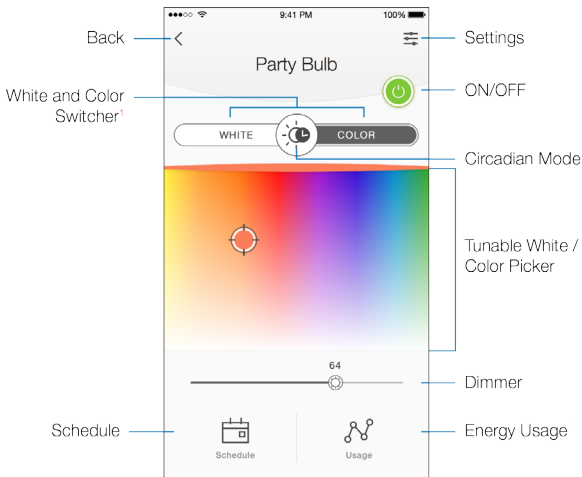 9:41 PM 100%
Back
Settings
Party Bulb
ON/OFF
White and Color
Switcher¹
WHITE COLOR
Circadian Mode
Tunable White /
Color Picker
64
Dimmer
Schedule
Schedule
Usage
Energy Usage